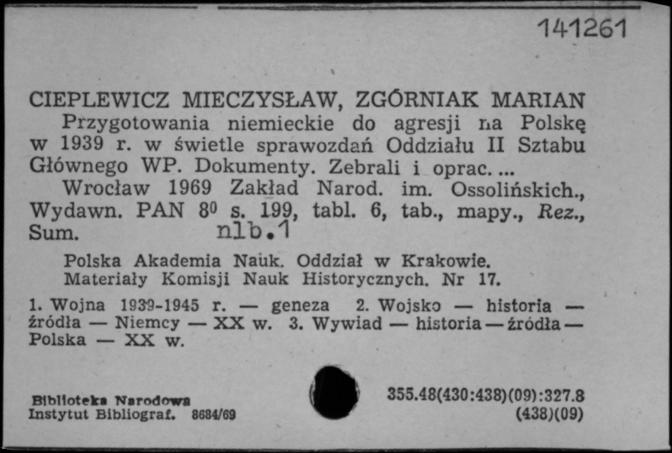 141261
CIEPLEWICZ MIECZYSŁAW, ZGÓRNIAK MARIAN
Przygotowania niemieckie do agresji na Polskę
w 1939 r. w świetle sprawozdań Oddziału II Sztabu
Głównego WP. Dokumenty. Zebrali i oprac. ...
Wrocław 1969 Zakład Narod. im. Ossolińskich.,
Wydawn. PAN 8⁰ s. 199, tabl. 6, tab., mapy., Rez.,
Sum. nlb.1
Polska Akademia Nauk. Oddział w Krakowie.
Materiały Komisji Nauk Historycznych. Nr 17.
1. Wojna 1939-1945 r. — geneza 2. Wojsko — historia —
źródła — Niemcy — XX w. 3. Wywiad — historia — źródła —
Polska — XX w.
Biblioteka Narodowa
Instytut Bibliograf. 8684/69
355.48(430:438)(09):327.8
(438)(09)